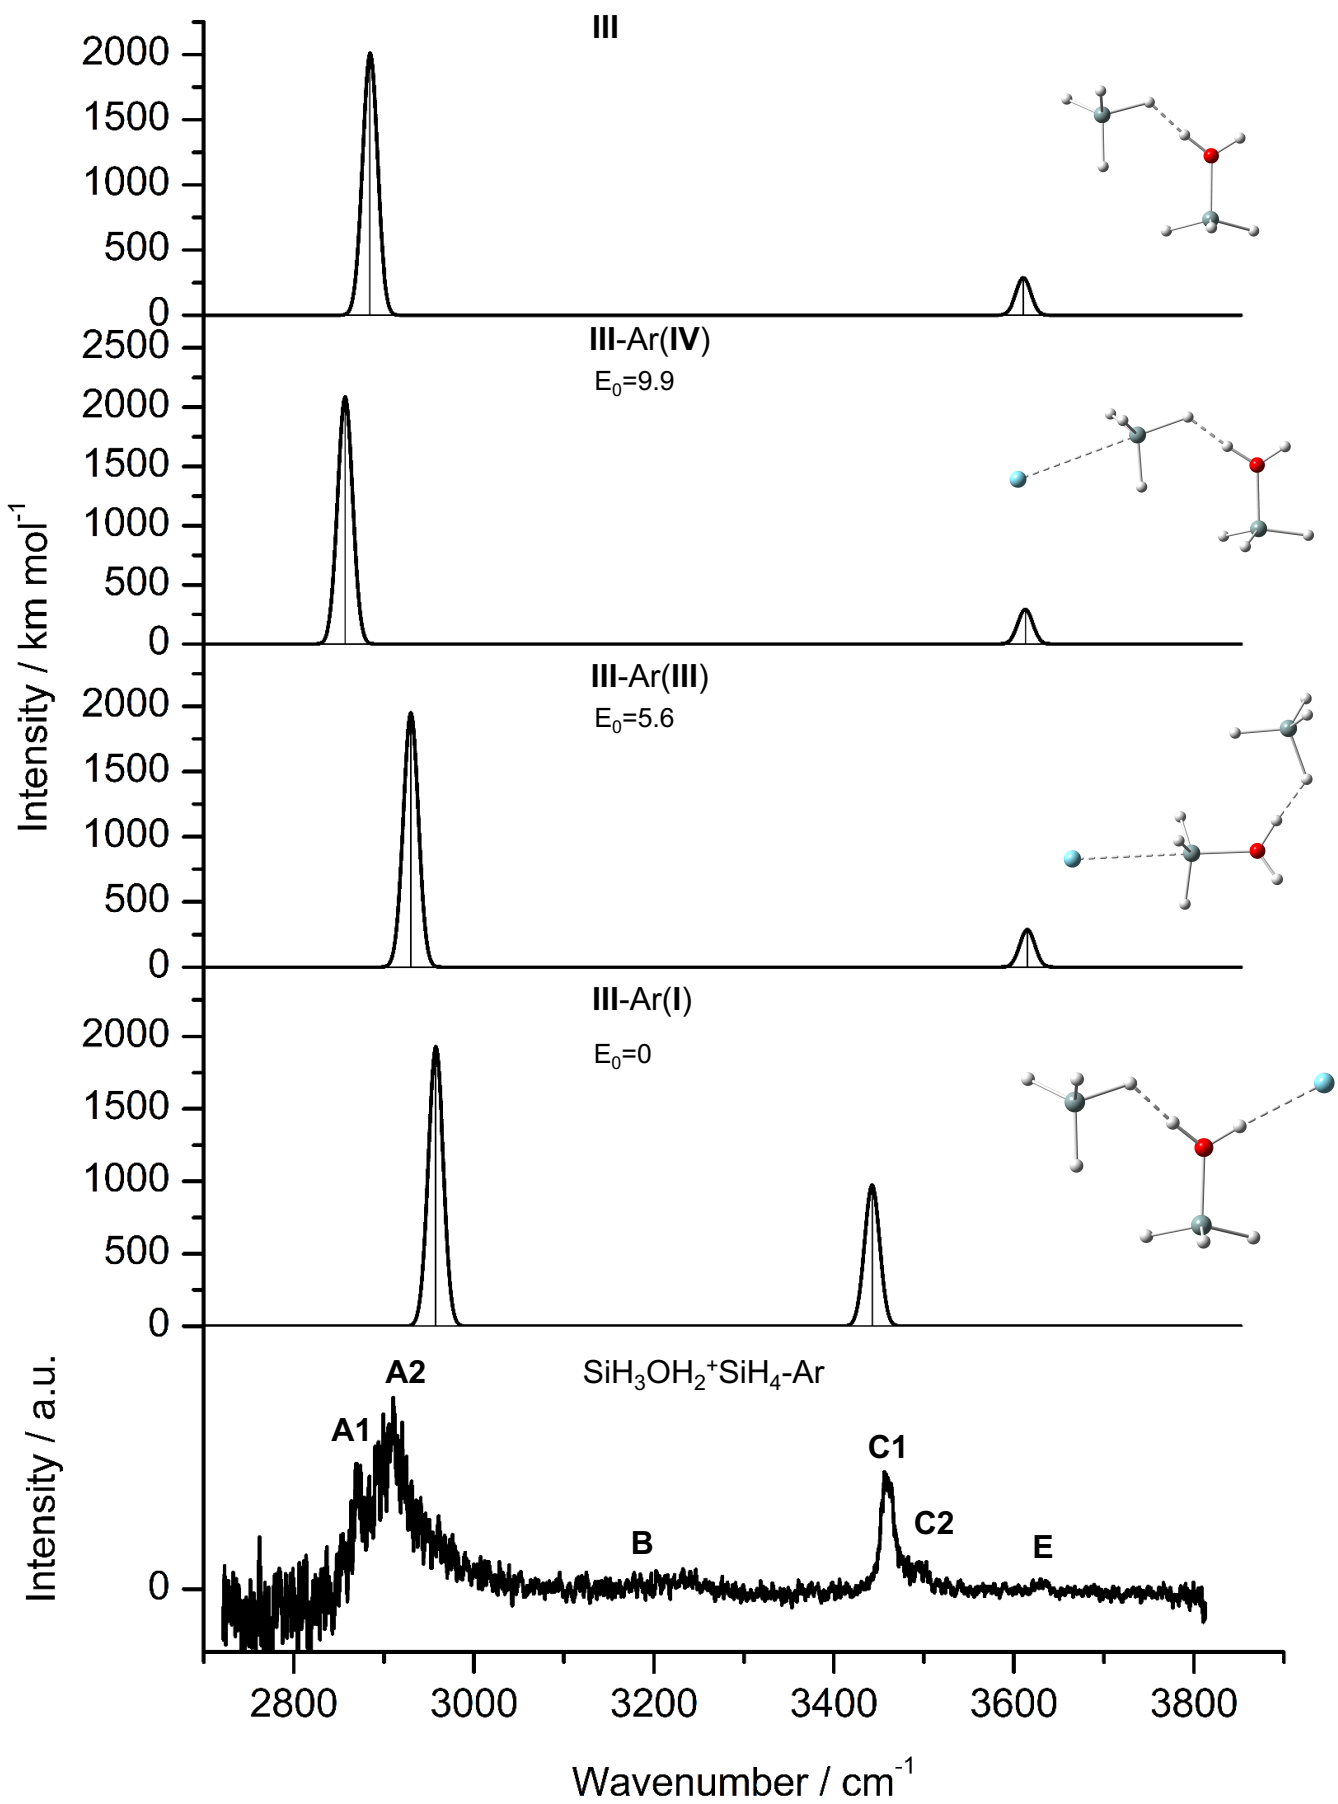 III
2000
1500
1000
500
0
III-Ar(IV)
E₀=9.9
2500
2000
1500
1000
500
0
III-Ar(III)
E₀=5.6
2000
1500
1000
500
0
III-Ar(I)
E₀=0
2000
1500
1000
500
0
Intensity / km mol⁻¹
SiH₃OH₂⁺SiH₄-Ar
A2
A1
B
C1
C2
E
0
Intensity / a.u.
2800 3000 3200 3400 3600 3800
Wavenumber / cm⁻¹